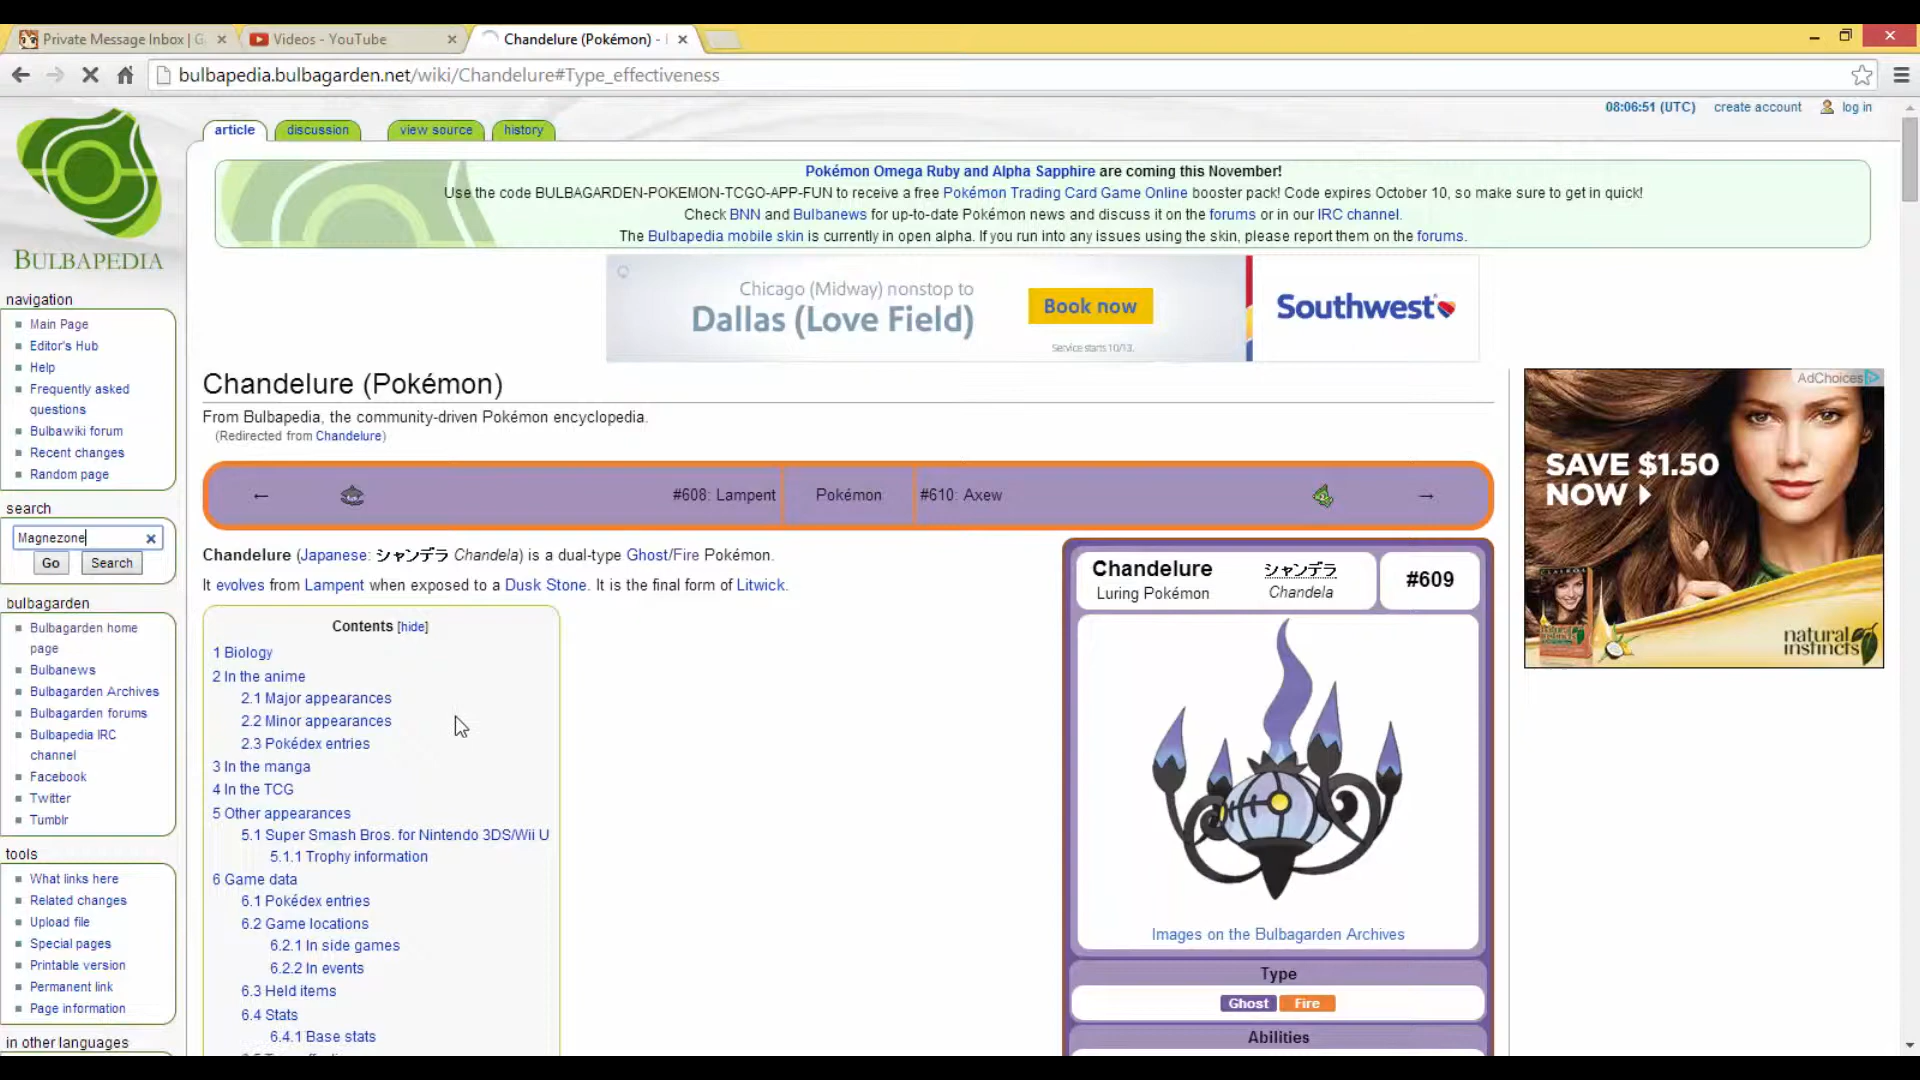 Private Message Inbox | G
Videos - YouTube
Chandelure (Pokémon) -
bulbapedia.bulbagarden.net/wiki/Chandelure#Type_effectiveness
08:06:51 (UTC) create account log in
article discussion view source history
BULBAPEDIA
Pokémon Omega Ruby and Alpha Sapphire are coming this November!
Use the code BULBAGARDEN-POKEMON-TCGO-APP-FUN to receive a free Pokémon Trading Card Game Online booster pack! Code expires October 10, so make sure to get in quick!
Check BNN and Bulbanews for up-to-date Pokémon news and discuss it on the forums or in our IRC channel.
The Bulbapedia mobile skin is currently in open alpha. If you run into any issues using the skin, please report them on the forums.
Chicago (Midway) nonstop to
Dallas (Love Field)
Book now
Service starts 10/13.
Southwest
navigation
Main Page
Editor's Hub
Help
Frequently asked
questions
Bulbawiki forum
Recent changes
Random page
search
Magnezone
Go Search
bulbagarden
Bulbagarden home
page
Bulbanews
Bulbagarden Archives
Bulbagarden forums
Bulbapedia IRC
channel
Facebook
Twitter
Tumblr
tools
What links here
Related changes
Upload file
Special pages
Printable version
Permanent link
Page information
in other languages
Chandelure (Pokémon)
From Bulbapedia, the community-driven Pokémon encyclopedia.
(Redirected from Chandelure)
← #608: Lampent Pokémon #610: Axew →
Chandelure (Japanese: シャンデラ Chandela) is a dual-type Ghost/Fire Pokémon.
It evolves from Lampent when exposed to a Dusk Stone. It is the final form of Litwick.
Contents [hide]
1 Biology
2 In the anime
2.1 Major appearances
2.2 Minor appearances
2.3 Pokédex entries
3 In the manga
4 In the TCG
5 Other appearances
5.1 Super Smash Bros. for Nintendo 3DS/Wii U
5.1.1 Trophy information
6 Game data
6.1 Pokédex entries
6.2 Game locations
6.2.1 In side games
6.2.2 In events
6.3 Held items
6.4 Stats
6.4.1 Base stats
Chandelure シャンデラ #609
Luring Pokémon Chandela
Images on the Bulbagarden Archives
Type
Ghost Fire
Abilities
AdChoices
SAVE $1.50
NOW
natural
instincts